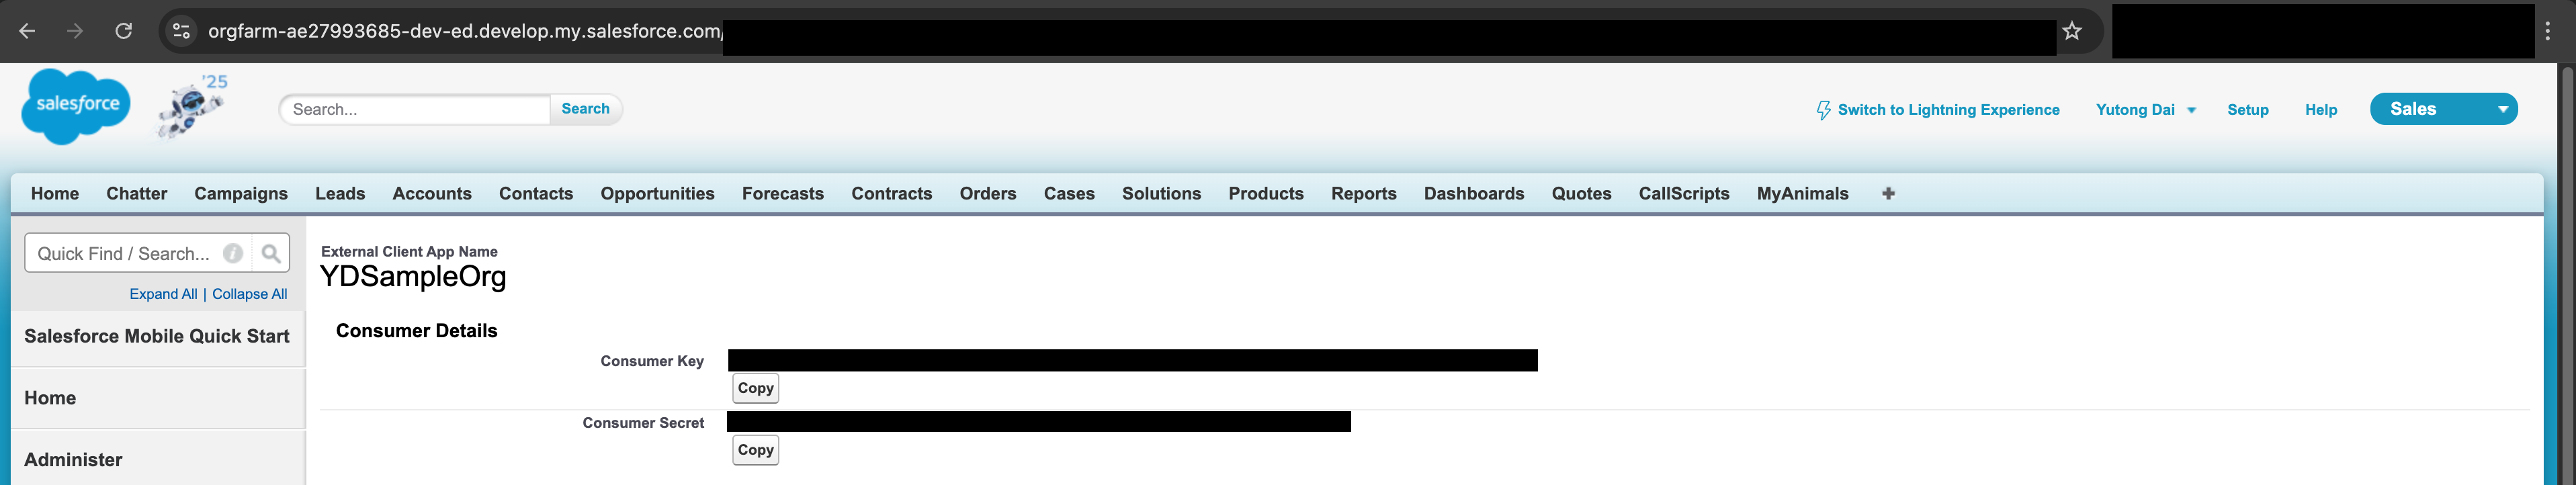 orgfarm-ae27993685-dev-ed.develop.my.salesforce.com/
salesforce '25 Search... Search Switch to Lightning Experience Yutong Dai Setup Help Sales
Home Chatter Campaigns Leads Accounts Contacts Opportunities Forecasts Contracts Orders Cases Solutions Products Reports Dashboards Quotes CallScripts MyAnimals +
Quick Find / Search... i
Expand All | Collapse All
Salesforce Mobile Quick Start
Home
Administer
External Client App Name
YDSampleOrg
Consumer Details
Consumer Key
Copy
Consumer Secret
Copy